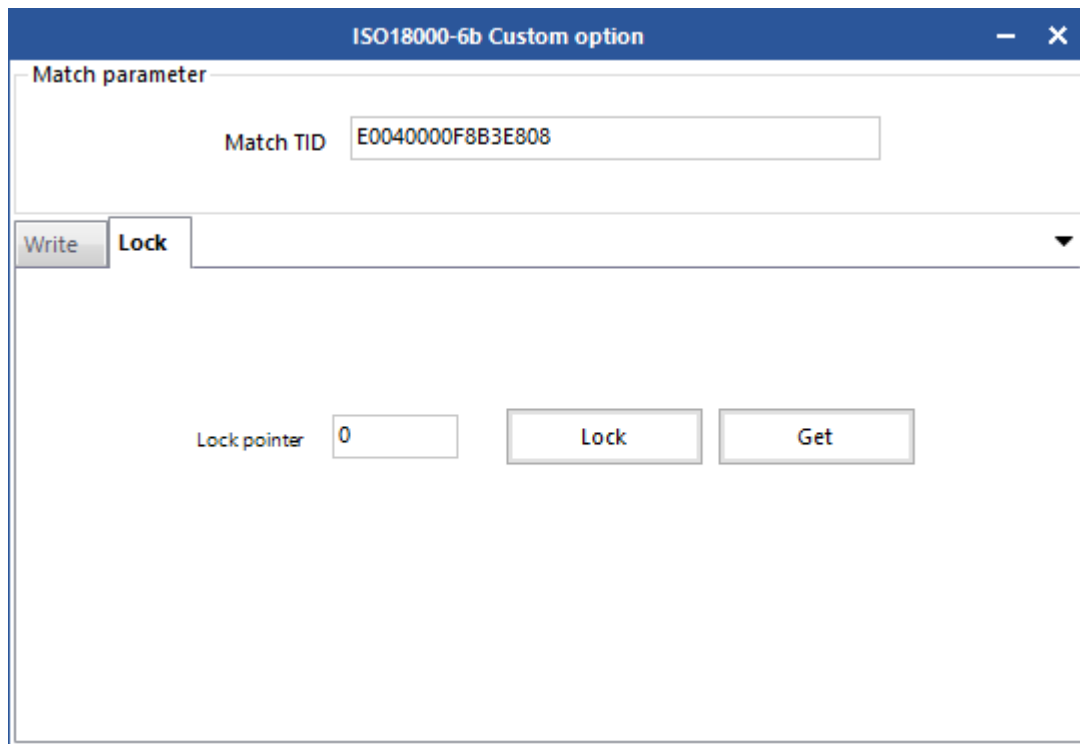 ISO18000-6b Custom option
Match parameter
Match TID E0040000F8B3E808
Write Lock
Lock pointer 0 Lock Get